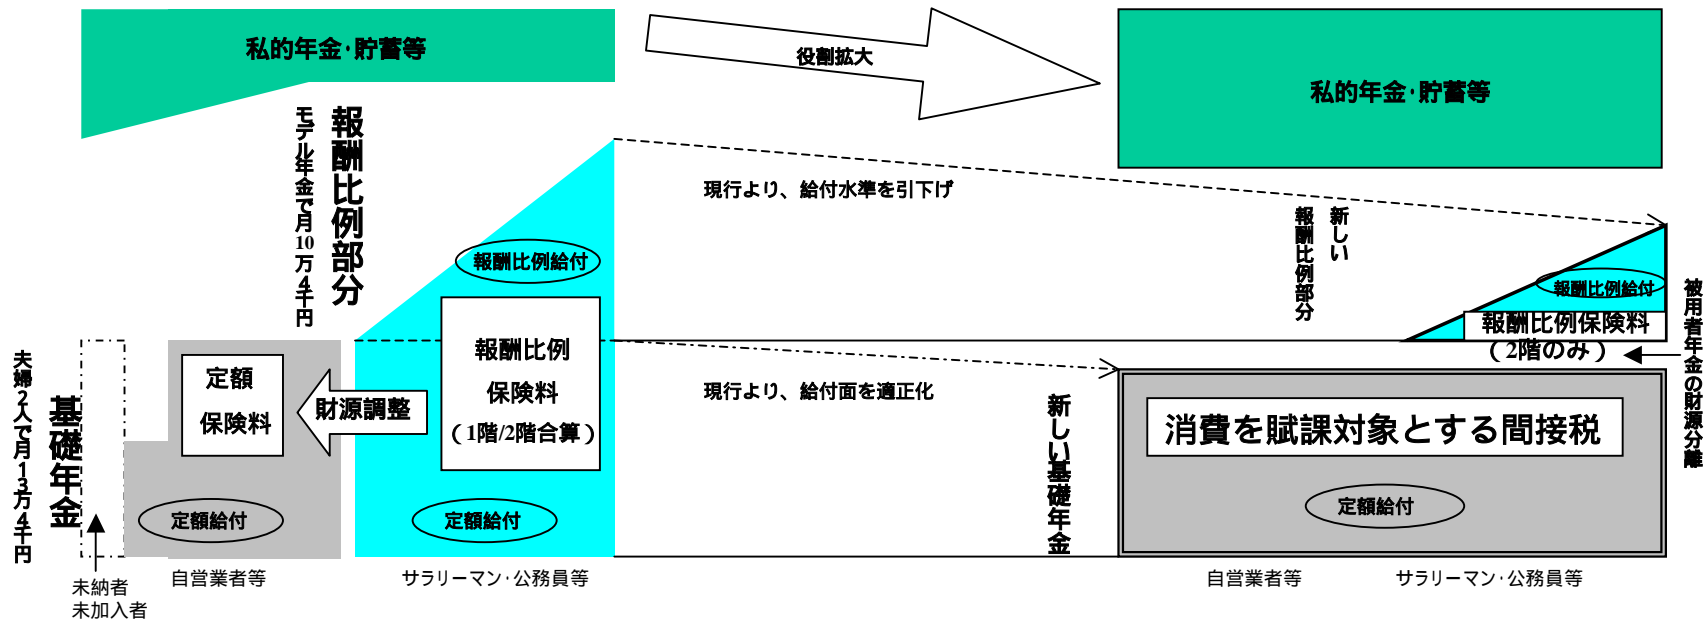 私的年金・貯蓄等
役割拡大
私的年金・貯蓄等
報酬比例部分
モデル年金で月10万4千円
現行より、給付水準を引下げ
新しい
報酬比例部分
報酬比例給付
報酬比例給付
報酬比例保険料
（2階のみ）
被用者年金の財源分離
報酬比例
保険料
（1階/2階合算）
定額
保険料
財源調整
現行より、給付面を適正化
基礎年金
夫婦2人で月13万4千円
新しい基礎年金
消費を賦課対象とする間接税
定額給付
定額給付
定額給付
未納者
未加入者
自営業者等
サラリーマン・公務員等
自営業者等
サラリーマン・公務員等